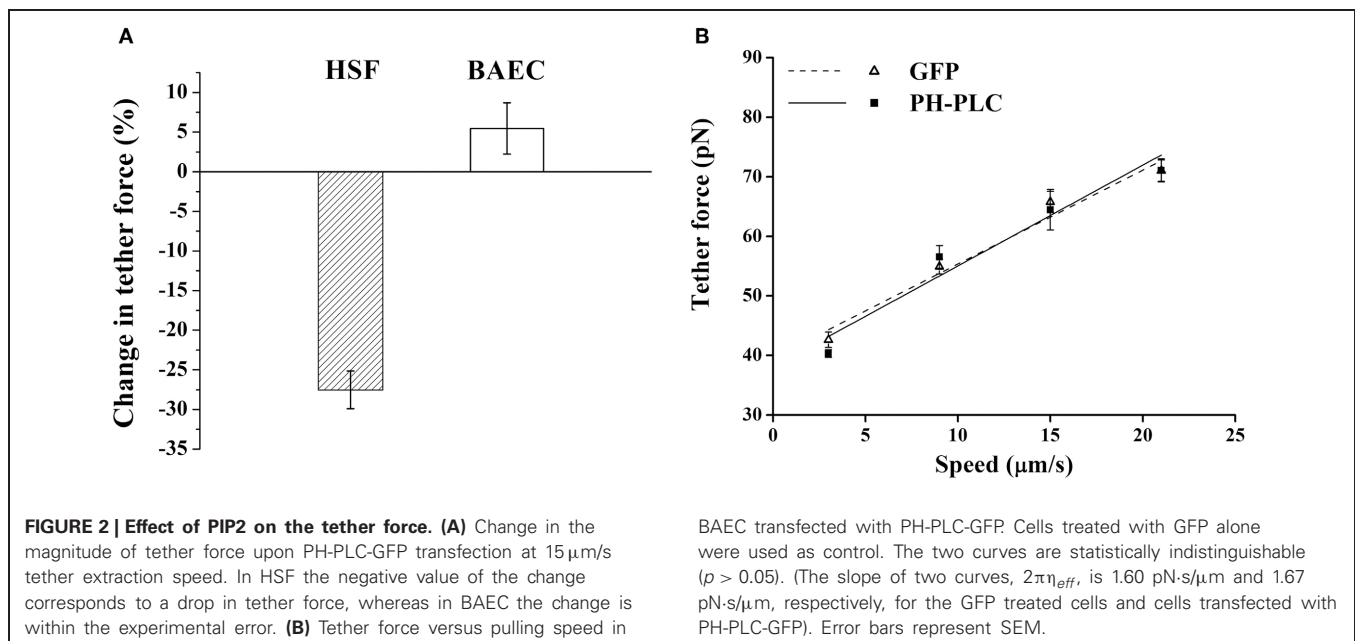 A
HSF BAEC
Change in tether force (%)
10
5
0
-5
-10
-15
-20
-25
-30
-35
B
GFP
PH-PLC
Tether force (pN)
90
80
70
60
50
40
30
0 5 10 15 20 25
Speed (μm/s)
FIGURE 2 | Effect of PIP2 on the tether force. (A) Change in the
magnitude of tether force upon PH-PLC-GFP transfection at 15 μm/s
tether extraction speed. In HSF the negative value of the change
corresponds to a drop in tether force, whereas in BAEC the change is
within the experimental error. (B) Tether force versus pulling speed in
BAEC transfected with PH-PLC-GFP. Cells treated with GFP alone
were used as control. The two curves are statistically indistinguishable
(p > 0.05). (The slope of two curves, 2πηeff, is 1.60 pN·s/μm and 1.67
pN·s/μm, respectively, for the GFP treated cells and cells transfected with
PH-PLC-GFP). Error bars represent SEM.